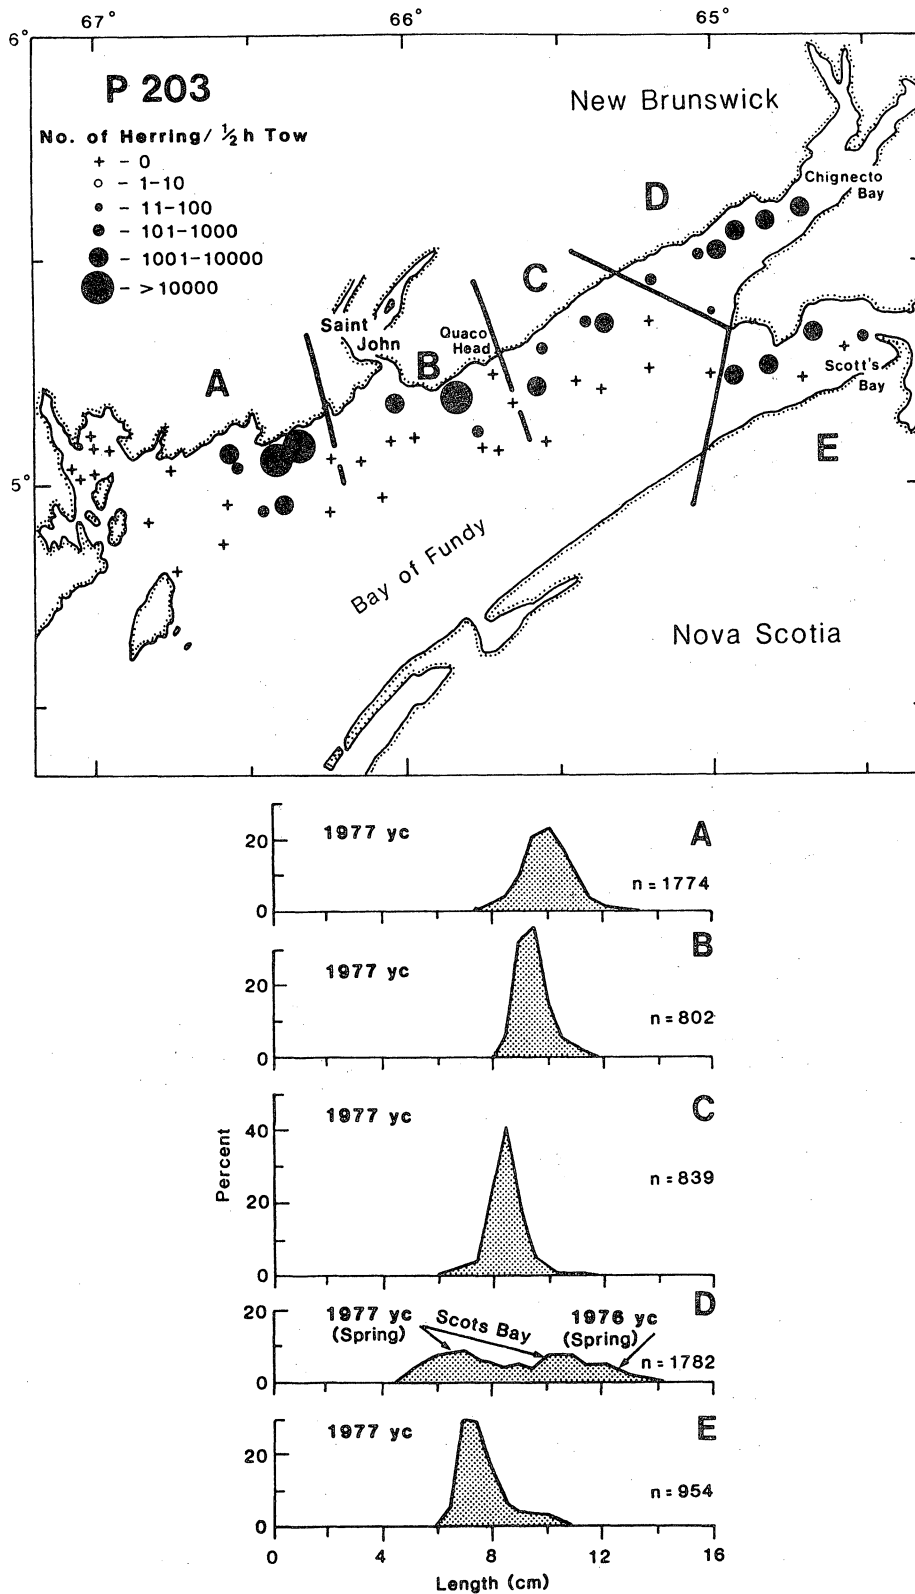 67° 66° 65°
6°
P 203
New Brunswick
No. of Herring / ½ h Tow
+ - 0
○ - 1-10
● - 11-100
● - 101-1000
● - 1001-10000
● - >10000
D
Chignecto
Bay
C
Saint
John
Quaco
Head
B
A
Scott's
Bay
E
5°
Bay of Fundy
Nova Scotia
1977 yc
A
20
n=1774
0
1977 yc
B
20
n=802
0
1977 yc
C
40
n=839
20
0
Percent
20
1977 yc
(Spring)
Scots Bay
1976 yc
(Spring)
D
n=1782
0
1977 yc
E
20
n=954
0
0 4 8 12 16
Length (cm)